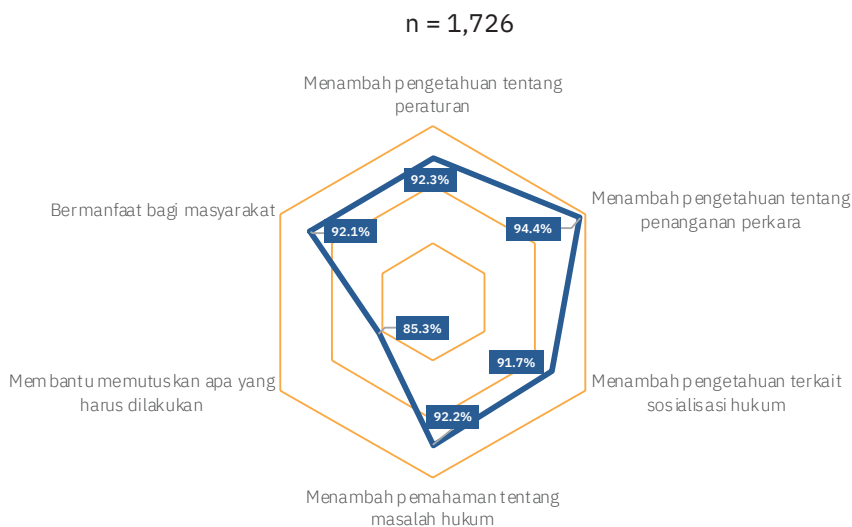 n = 1,726
Menambah pengetahuan tentang
peraturan
92.3%
Menambah pengetahuan tentang
penanganan perkara
94.4%
Bermanfaat bagi masyarakat
92.1%
85.3%
91.7%
Membantu memutuskan apa yang
harus dilakukan
Menambah pengetahuan terkait
sosialisasi hukum
92.2%
Menambah pemahaman tentang
masalah hukum